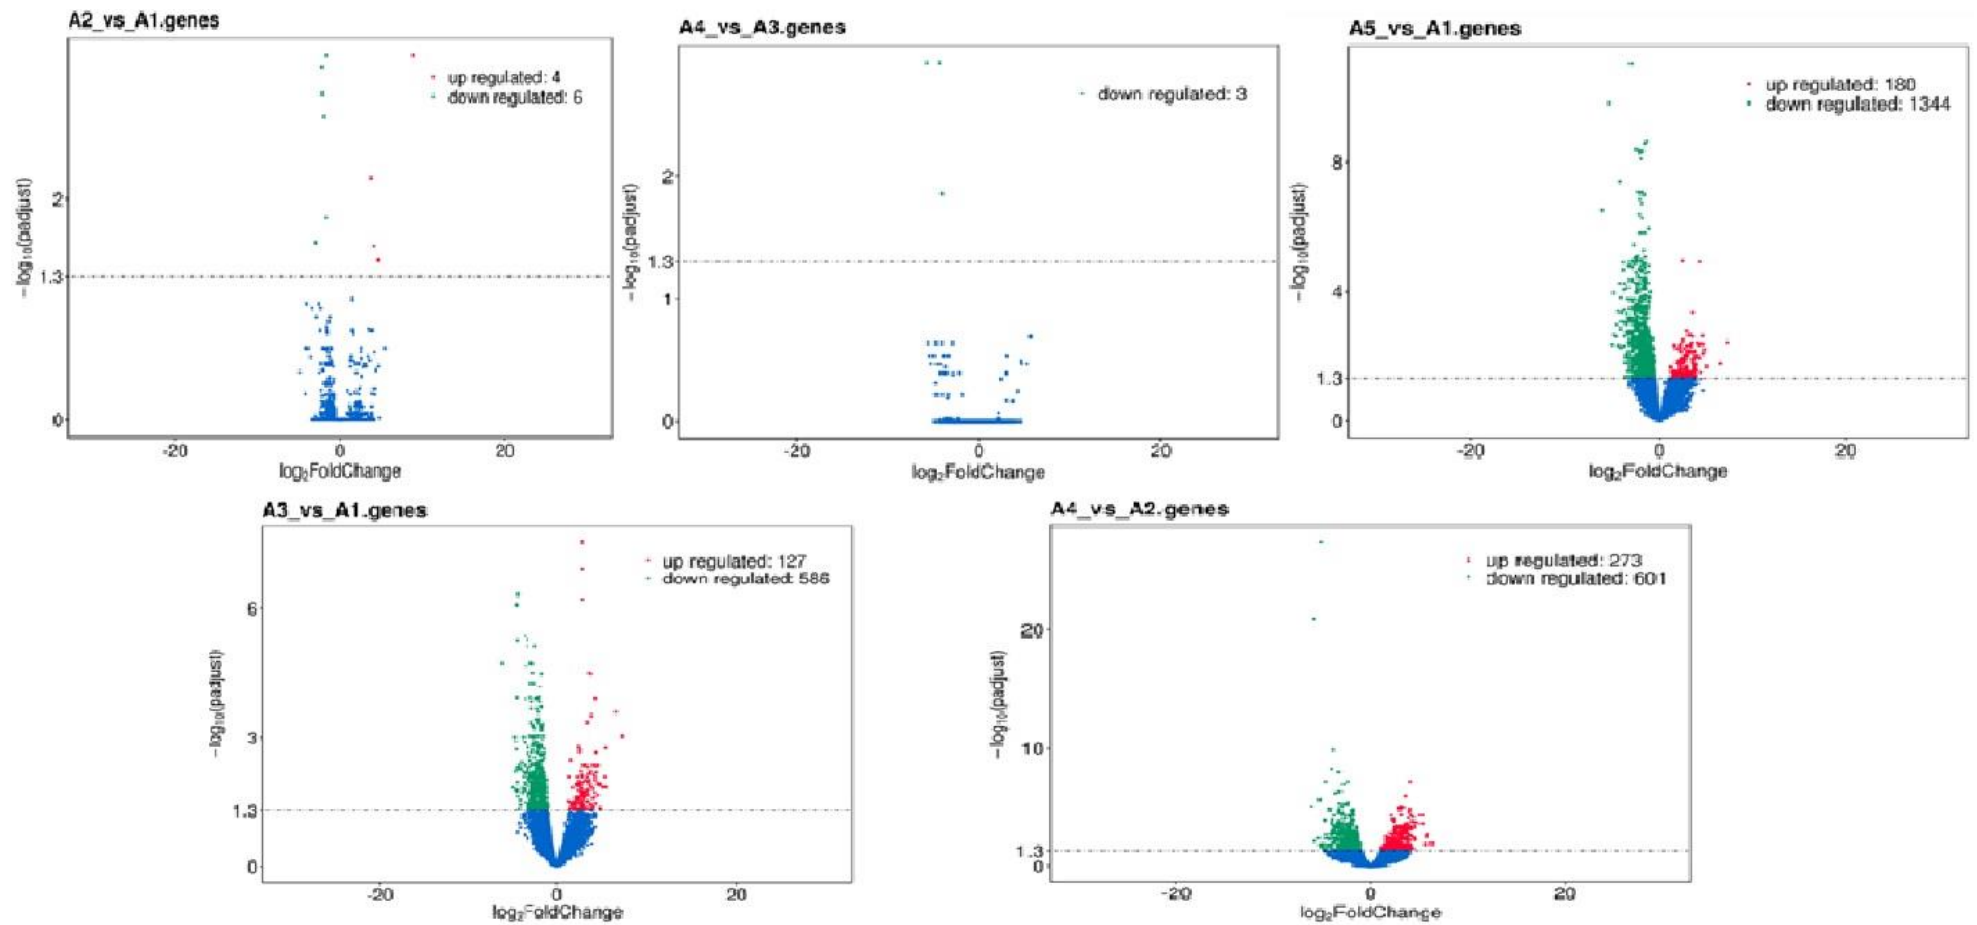 A2_vs_A1.genes
up regulated: 4
down regulated: 6
-log10(padjust)
2
1.3
0
-20
0
20
log2FoldChange
A4_vs_A3.genes
down regulated: 3
-log10(padjust)
2
1.3
1
0
-20
0
20
log2FoldChange
A5_vs_A1.genes
up regulated: 180
down regulated: 1344
-log10(padjust)
8
4
1.3
0
-20
0
20
log2FoldChange
A3_vs_A1.genes
up regulated: 127
down regulated: 586
-log10(padjust)
6
3
1.3
0
-20
0
20
log2FoldChange
A4_vs_A2.genes
up regulated: 273
down regulated: 601
-log10(padjust)
20
10
1.3
0
-20
0
20
log2FoldChange